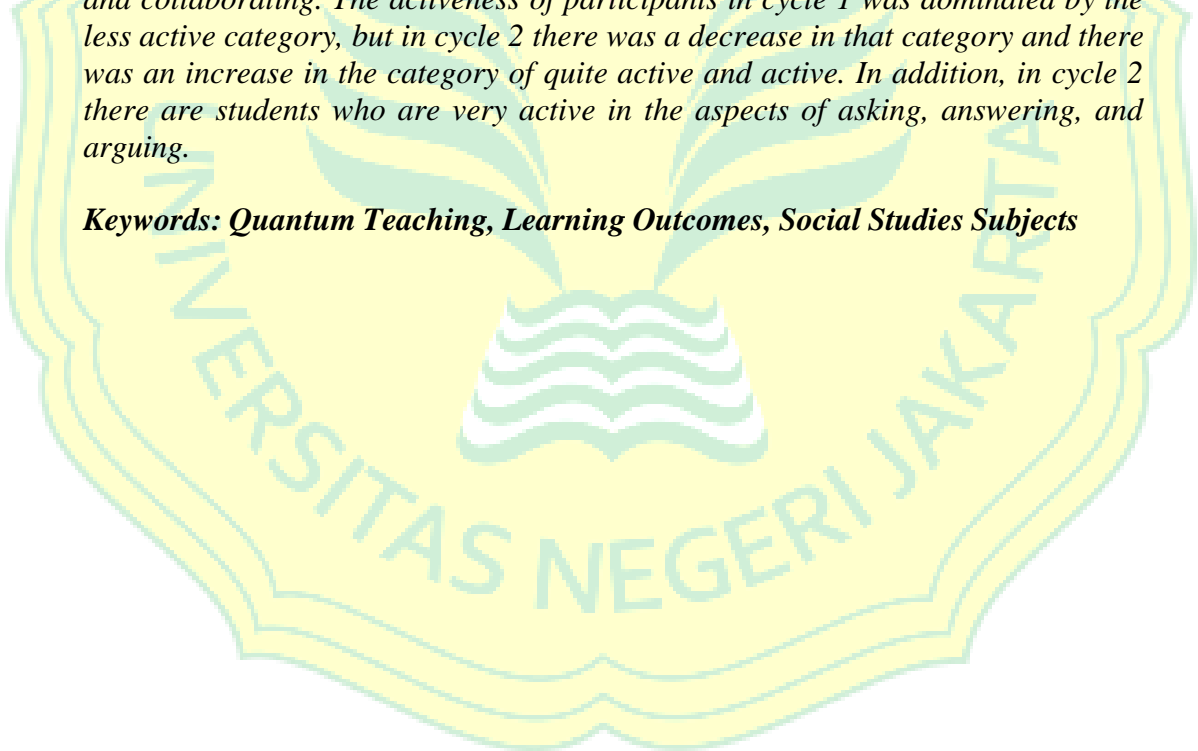 and collaborating. The activeness of participants in cycle 1 was dominated by the
less active category, but in cycle 2 there was a decrease in that category and there
was an increase in the category of quite active and active. In addition, in cycle 2
there are students who are very active in the aspects of asking, answering, and
arguing.
Keywords: Quantum Teaching, Learning Outcomes, Social Studies Subjects
UNIVERSITAS NEGERI JAKARTA